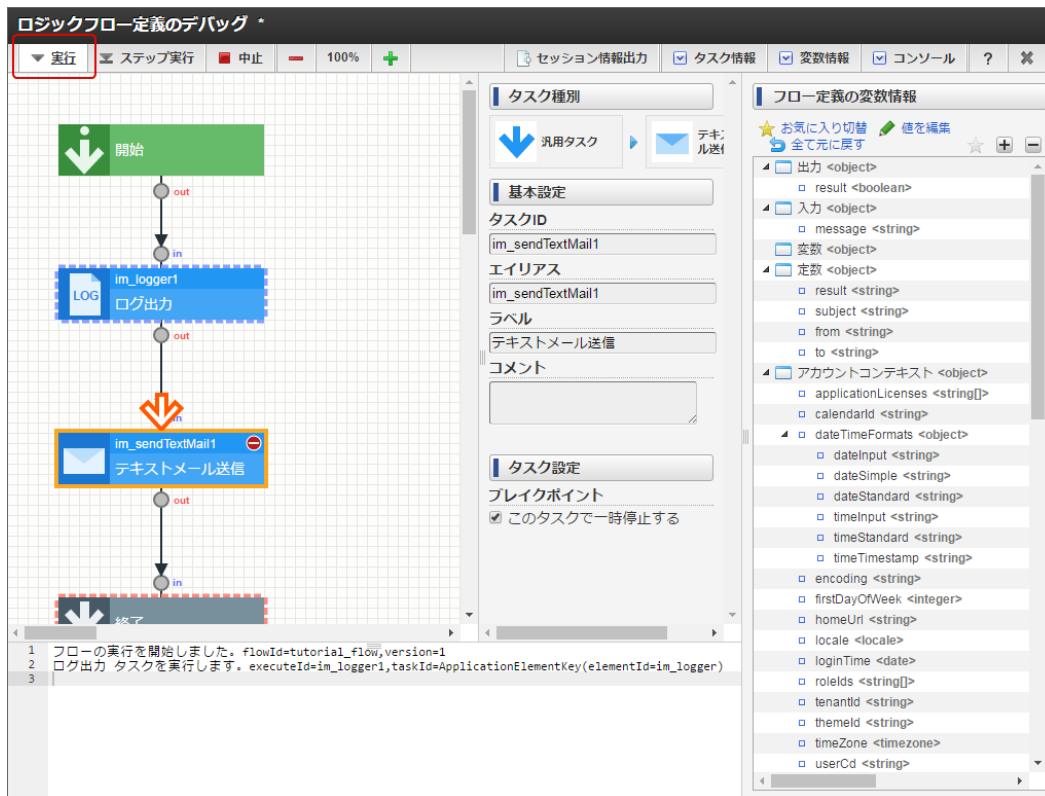 ロジックフロー定義のデバッグ *
実行 ステップ実行 中止 100% セッション情報出力 タスク情報 変数情報 コンソール ?
開始
out
in
im_logger1
LOG
ログ出力
out
in
im_sendTextMail1
テキストメール送信
out
in
終了
タスク種別
汎用タスク
基本設定
タスクID
im_sendTextMail1
エイリアス
im_sendTextMail1
ラベル
テキストメール送信
コメント
タスク設定
ブレイクポイント
このタスクで一時停止する
フロー定義の変数情報
お気に入り切替 値を編集
全て元に戻す
出力 <object>
result <boolean>
入力 <object>
message <string>
変数 <object>
定数 <object>
result <string>
subject <string>
from <string>
to <string>
アカウントコンテキスト <object>
applicationLicenses <string[]>
calendarId <string>
dateTimeFormats <object>
dateInput <string>
dateSimple <string>
dateStandard <string>
timeInput <string>
timeStandard <string>
timeTimestamp <string>
encoding <string>
firstDayOfWeek <integer>
homeUrl <string>
locale <locale>
loginTime <date>
roleIds <string[]>
tenantId <string>
themeId <string>
timeZone <timezone>
userCd <string>
1 フローの実行を開始しました。flowId=tutorial_flow,version=1
2 ログ出力 タスクを実行します。executeId=im_logger1,taskId=ApplicationElementKey(elementId=im_logger)
3